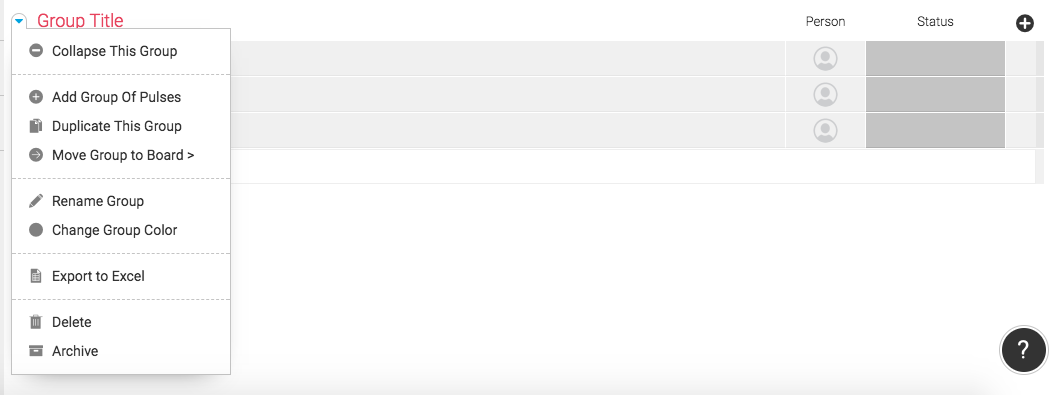 Group Title
Person
Status
Collapse This Group
Add Group Of Pulses
Duplicate This Group
Move Group to Board >
Rename Group
Change Group Color
Export to Excel
Delete
Archive
?